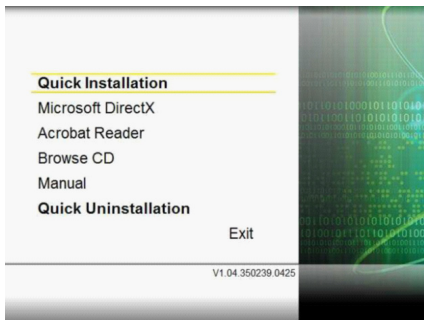 Quick Installation
Microsoft DirectX
Acrobat Reader
Browse CD
Manual
Quick Uninstallation
Exit
V1.04.350239.0425